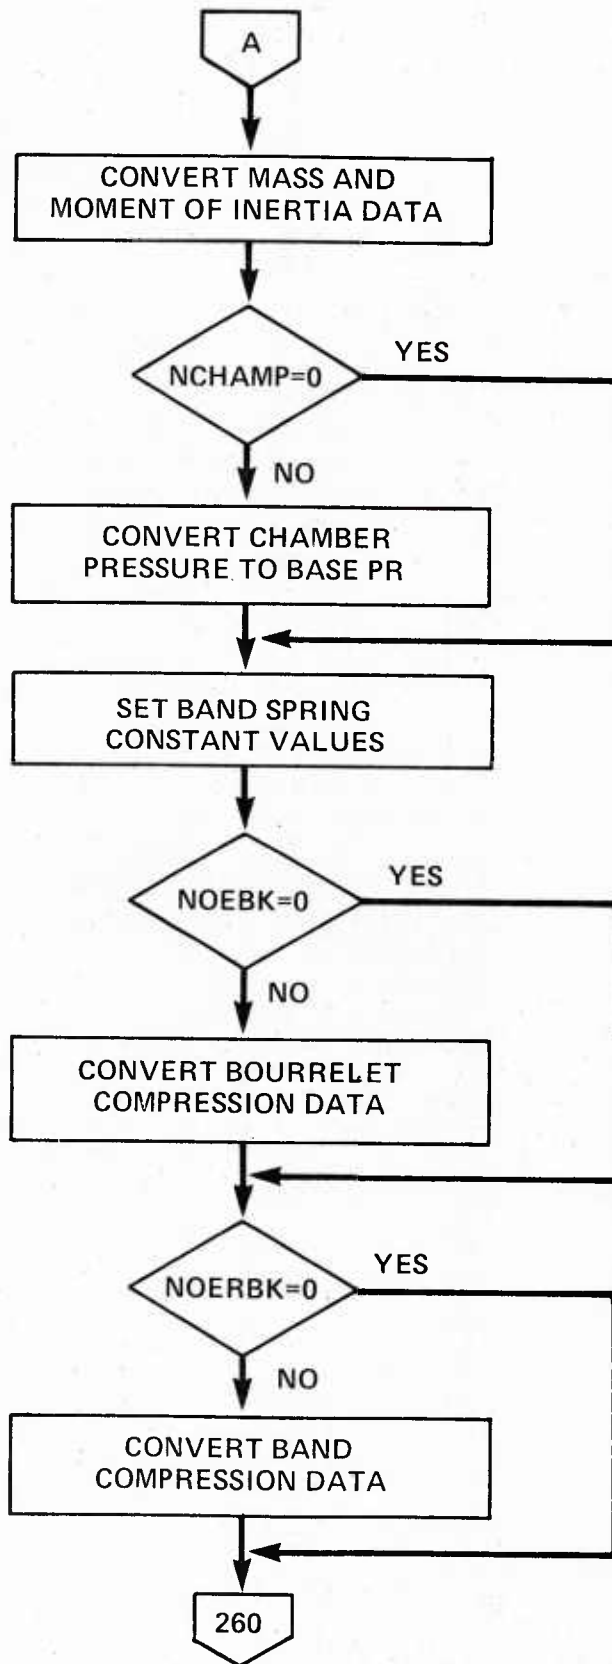 A
CONVERT MASS AND
MOMENT OF INERTIA DATA
NCHAMP=0
YES
NO
CONVERT CHAMBER
PRESSURE TO BASE PR
SET BAND SPRING
CONSTANT VALUES
NOEBK=0
YES
NO
CONVERT BOURRELET
COMPRESSION DATA
NOERBK=0
YES
NO
CONVERT BAND
COMPRESSION DATA
260